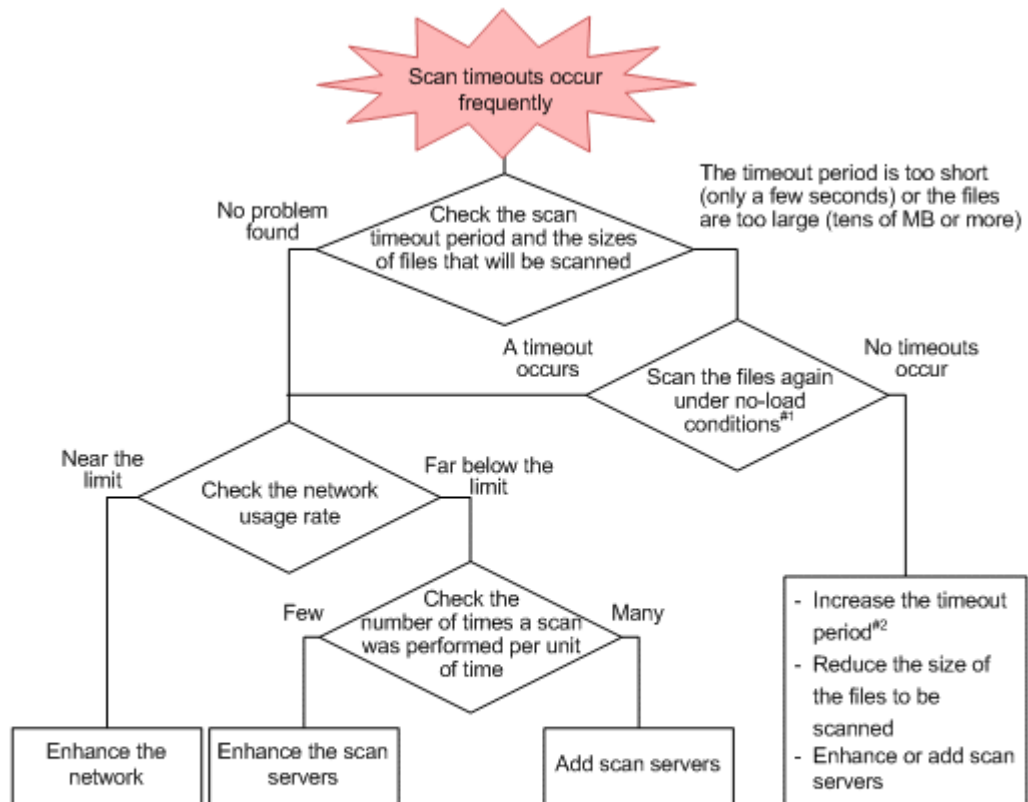 Scan timeouts occur
frequently
The timeout period is too short
(only a few seconds) or the files
are too large (tens of MB or more)
No problem
found
Check the scan
timeout period and the sizes
of files that will be scanned
A timeout
occurs
No timeouts
occur
Scan the files again
under no-load
conditions#1
Near the
limit
Far below the
limit
Check the network
usage rate
Few
Check the
number of times a scan
was performed per unit
of time
Many
- Increase the timeout
period#2
- Reduce the size of
the files to be
scanned
- Enhance or add scan
servers
Enhance the
network
Enhance the scan
servers
Add scan servers